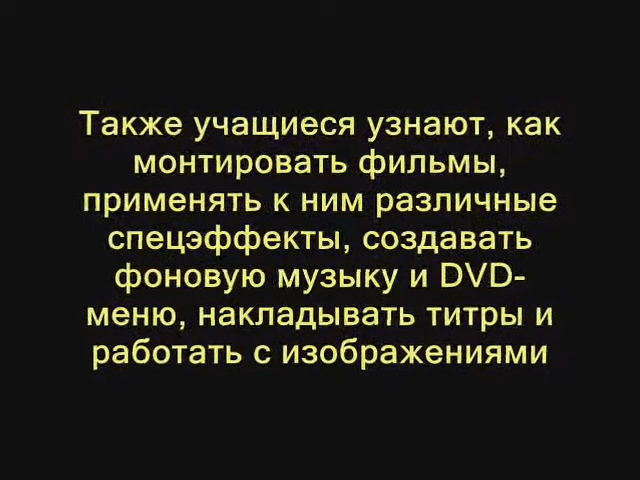 Также учащиеся узнают, как
монтировать фильмы,
применять к ним различные
спецэффекты, создавать
фоновую музыку и DVD-
меню, накладывать титры и
работать с изображениями